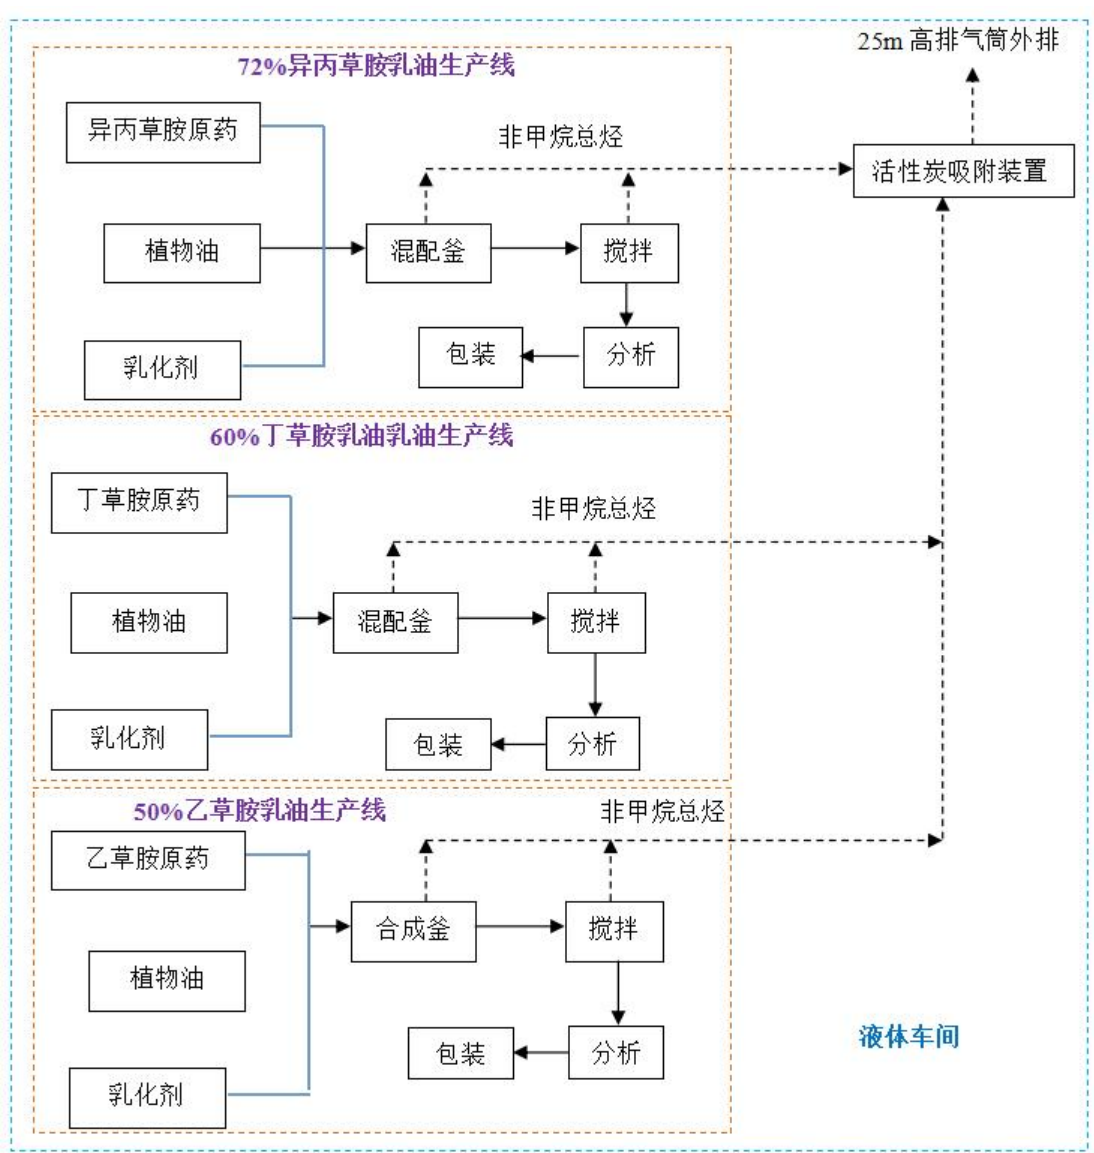 25m 高排气筒外排
72%异丙草胺乳油生产线
异丙草胺原药
非甲烷总烃
活性炭吸附装置
植物油
混配釜
搅拌
乳化剂
包装
分析
60%丁草胺乳油乳油生产线
丁草胺原药
非甲烷总烃
植物油
混配釜
搅拌
乳化剂
包装
分析
50%乙草胺乳油生产线
非甲烷总烃
乙草胺原药
合成釜
搅拌
植物油
液体车间
包装
分析
乳化剂